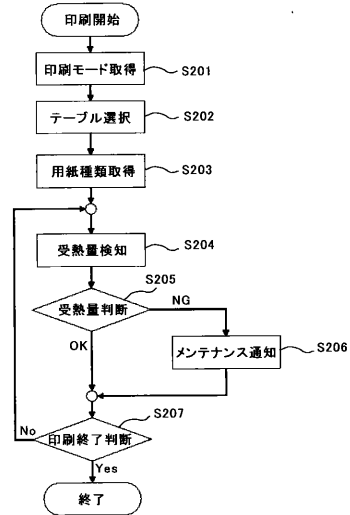 印刷開始
印刷モード取得 S201
テーブル選択 S202
用紙種類取得 S203
受熱量検知 S204
S205
受熱量判断 NG
OK
メンテナンス通知 S206
S207
No 印刷終了判断
Yes
終了